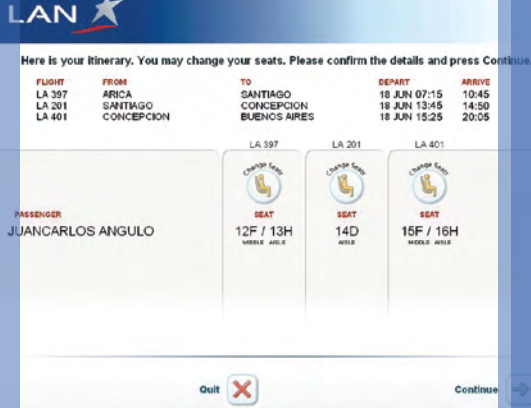 LAN
Here is your itinerary. You may change your seats. Please confirm the details and press Continue.
FLIGHT FROM TO DEPART ARRIVE
LA 397 ARICA SANTIAGO 18 JUN 07:15 10:45
LA 201 SANTIAGO CONCEPCION 18 JUN 13:45 14:50
LA 401 CONCEPCION BUENOS AIRES 18 JUN 15:25 20:05
LA 397 LA 201 LA 401
Change Seats Change Seats Change Seats
PASSENGER SEAT SEAT SEAT
JUANCARLOS ANGULO 12F / 13H 14D 15F / 16H
MIDDLE AISLE AISLE MIDDLE AISLE
Quit Continue